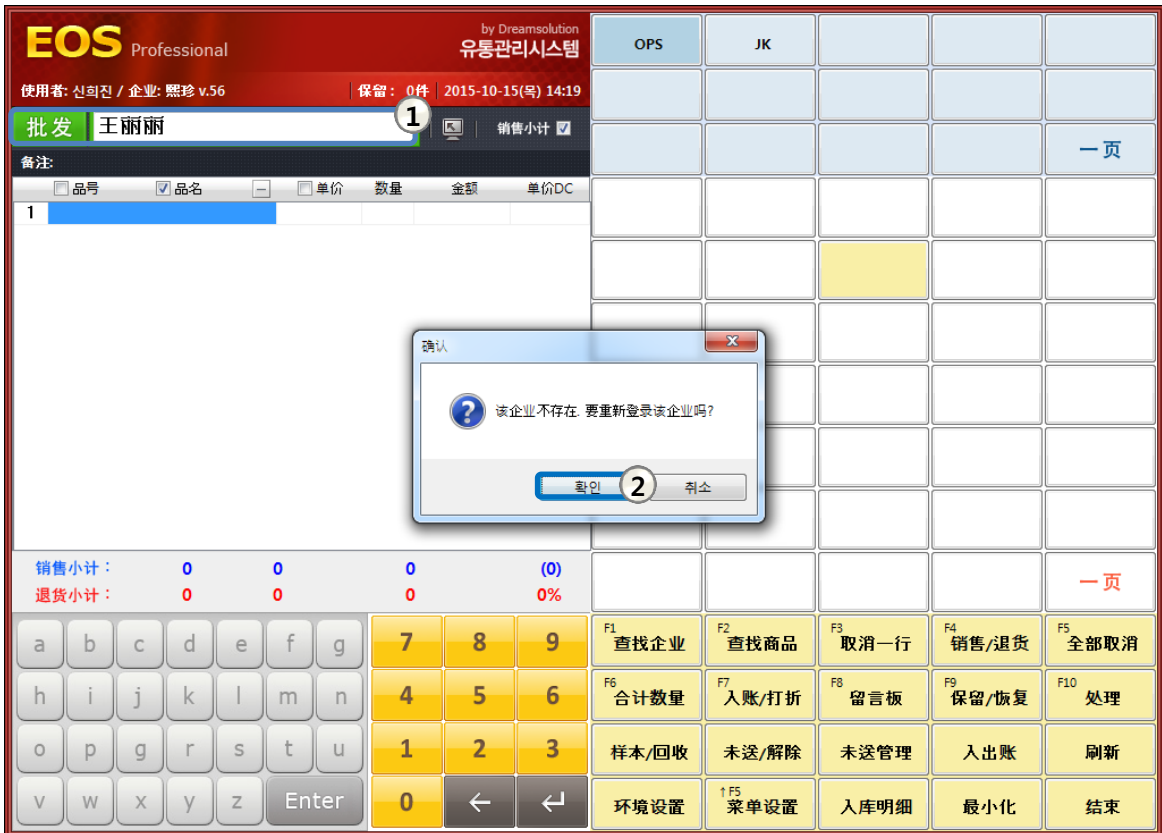 EOS Professional
by Dreamsolution
유통관리시스템
使用者: 신희진 / 企业: 熙珍 v.56
保留: 0件
2015-10-15(목) 14:19
批发
王丽丽
1
销售小计
备注:
品号 品名 单价 数量 金额 单价DC
1
确认
该企业不存在. 要重新登录该企业吗?
확인
2
취소
销售小计: 0 0 0 (0)
退货小计: 0 0 0 0%
a b c d e f g
h i j k l m n
o p q r s t u
v w x y z Enter
7 8 9
4 5 6
1 2 3
0
OPS JK
一页
一页
F1 查找企业
F2 查找商品
F3 取消一行
F4 销售/退货
F5 全部取消
F6 合计数量
F7 入账/打折
F8 留言板
F9 保留/恢复
F10 处理
样本/回收
未送/解除
未送管理
入出账
刷新
环境设置
↑F5 菜单设置
入库明细
最小化
结束